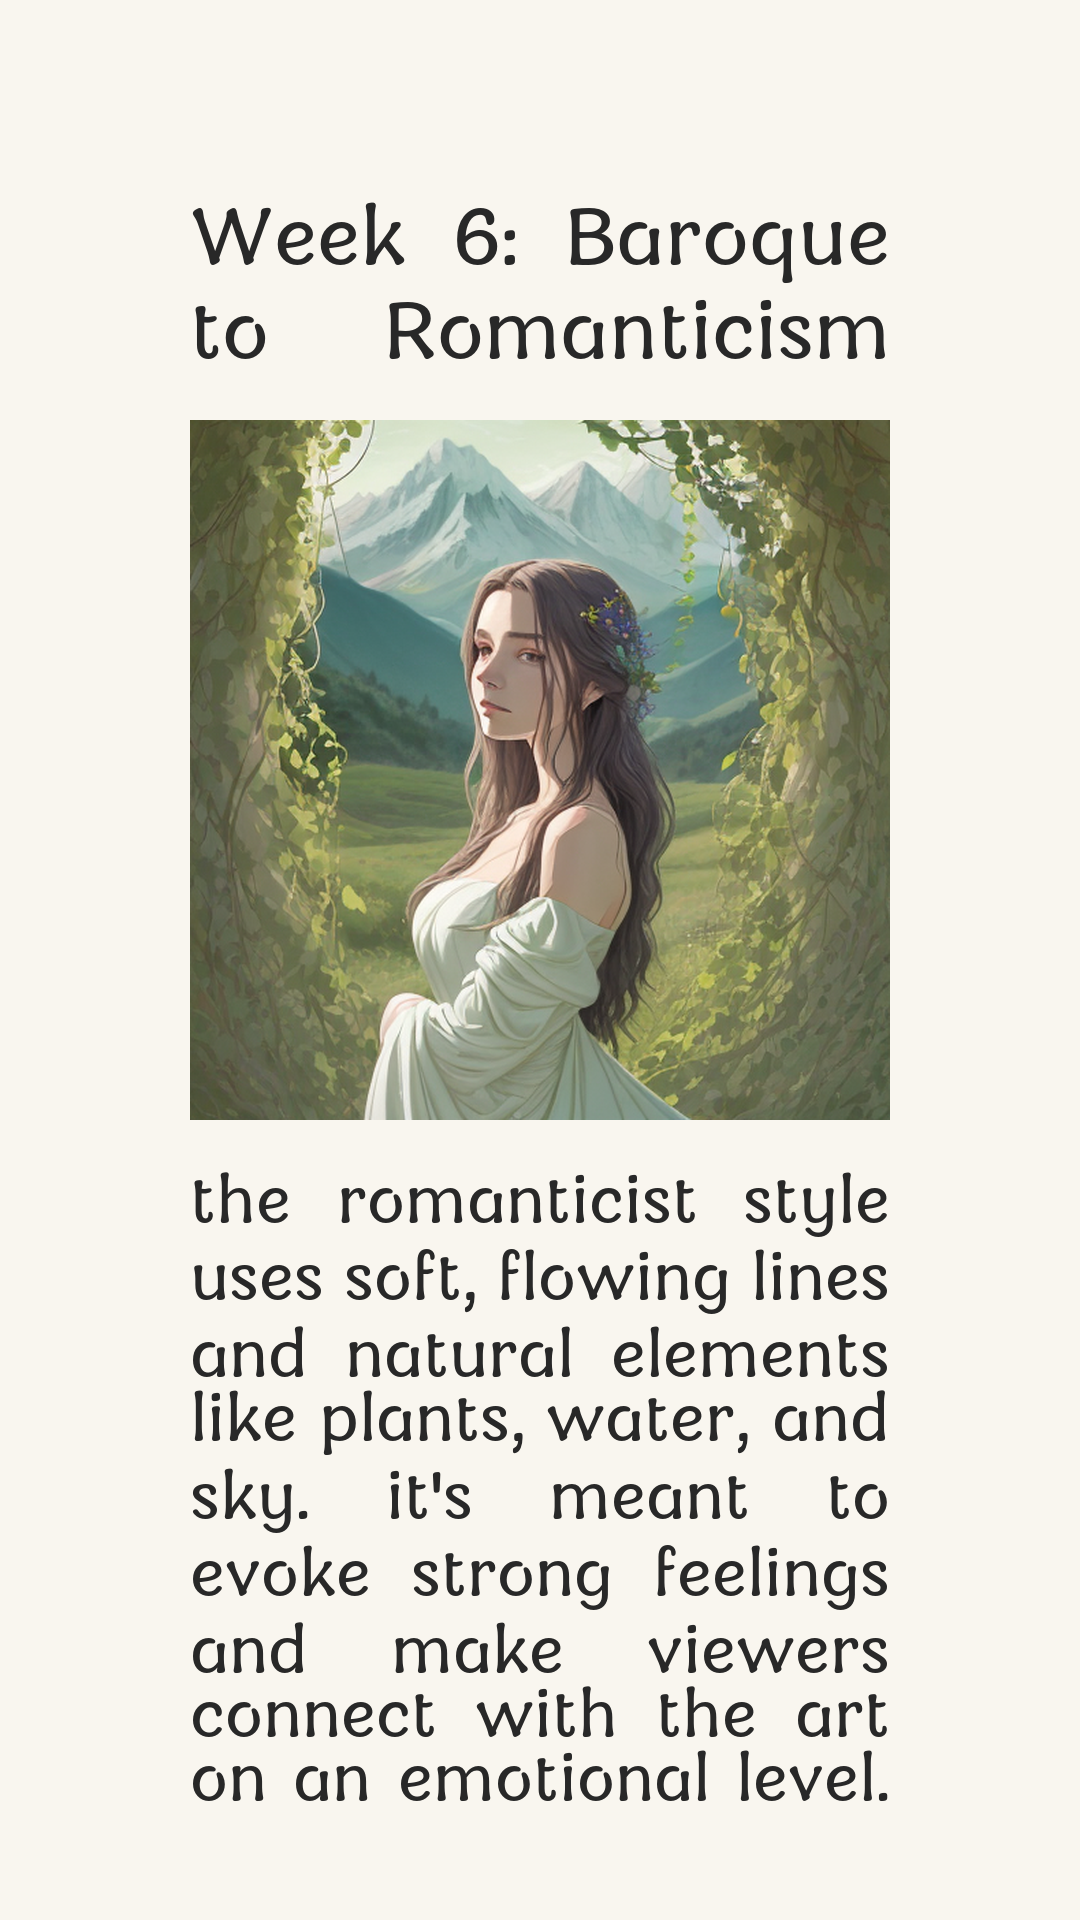 Week 6: Baroque
to Romanticism
the romanticist style
uses soft, flowing lines
and natural elements
like plants, water, and
sky. it's meant to
evoke strong feelings
and make viewers
connect with the art
on an emotional level.